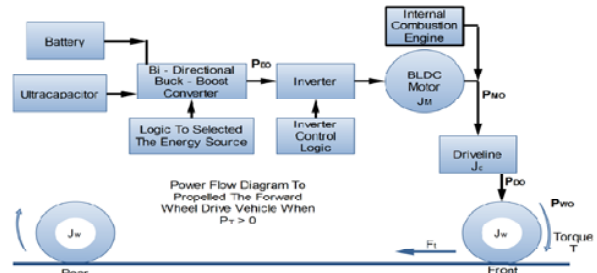 Internal
Combustion
Engine
Battery
Bi - Directional
Buck - Boost
Converter
PBO
Inverter
BLDC
Motor
JM
PMO
Ultracapacitor
Logic To Selected
The Energy Source
Inverter
Control
Logic
Driveline
Jc
PDO
Power Flow Diagram To
Propelled The Forward
Wheel Drive Vehicle When
PT > 0
PWO
Torque
T
FT
Jw
Jw
Rear
Front